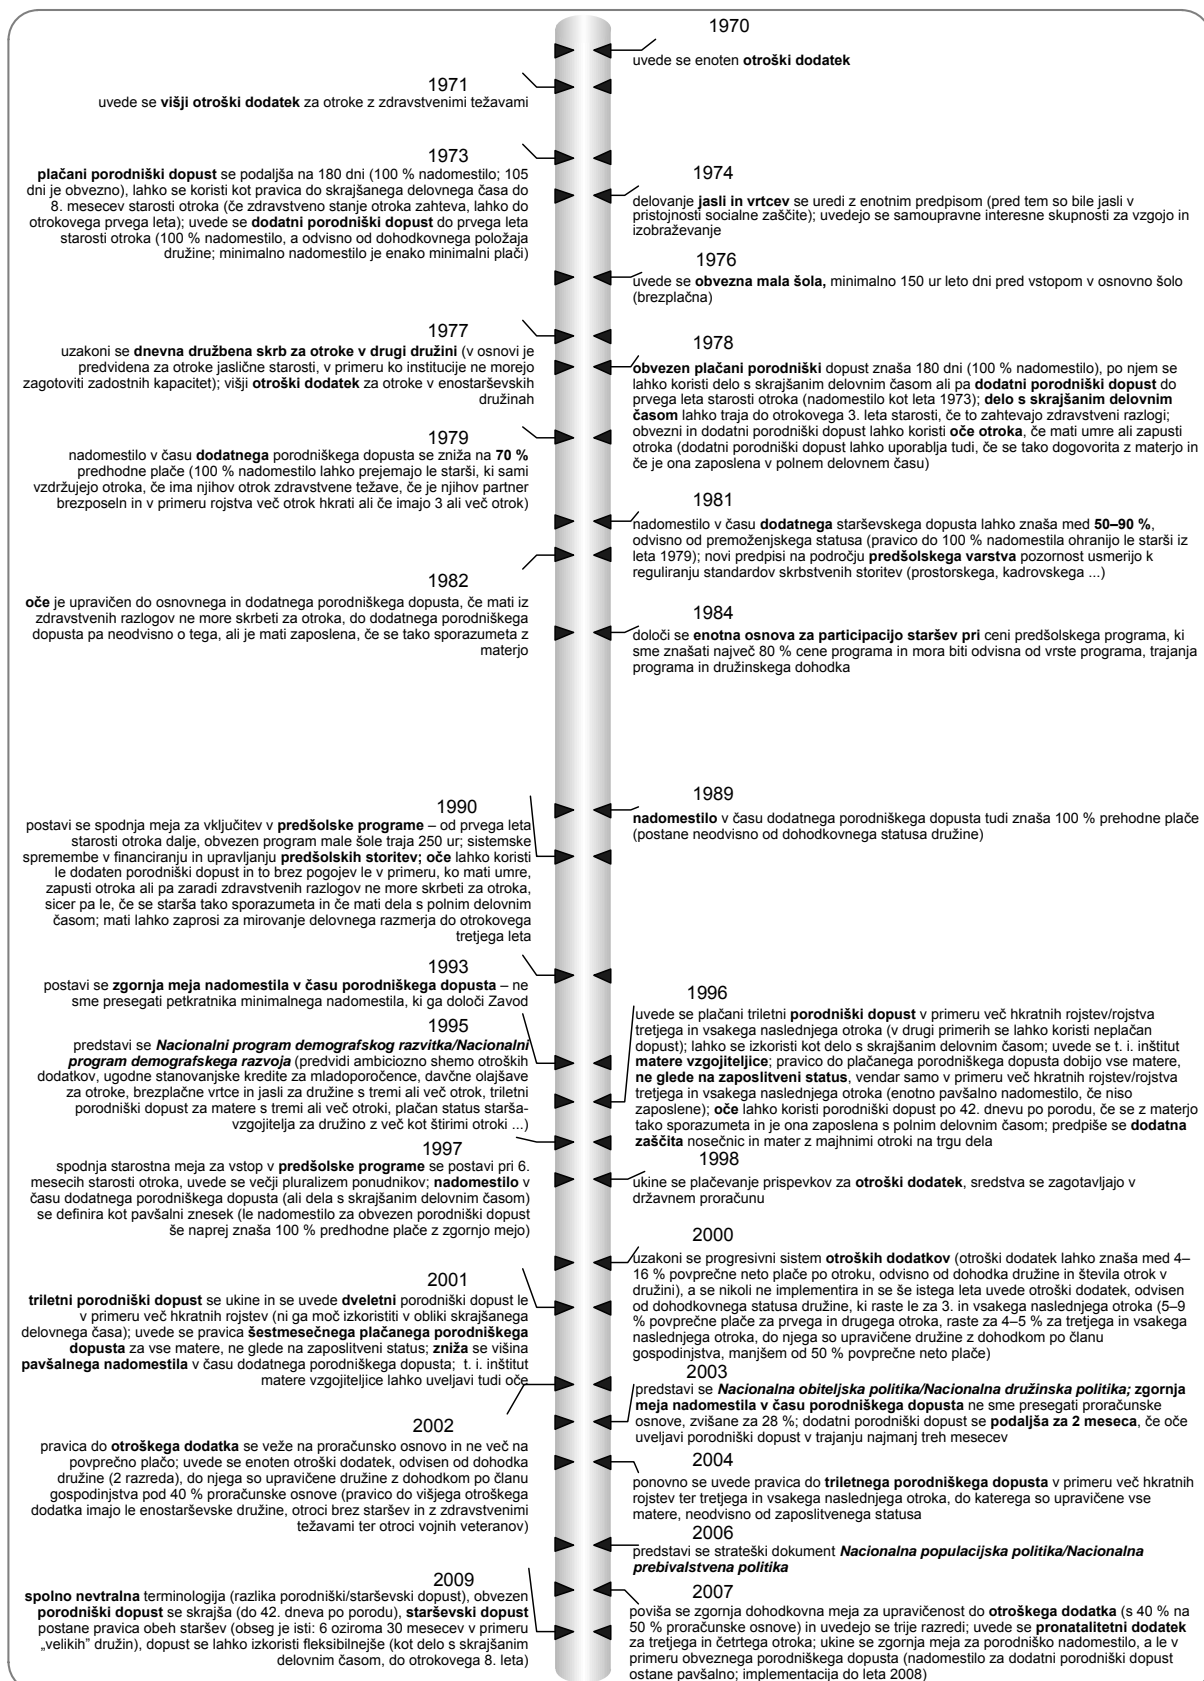 1970
uvede se enoten otroški dodatek
1971
uvede se višji otroški dodatek za otroke z zdravstvenimi težavami
1973
plačani porodniški dopust se podaljša na 180 dni (100 % nadomestilo; 105
dni je obvezno), lahko se koristi kot pravica do skrajšanega delovnega časa do
8. mesecev starosti otroka (če zdravstveno stanje otroka zahteva, lahko do
otrokovega prvega leta); uvede se dodatni porodniški dopust do prvega leta
starosti otroka (100 % nadomestilo, a odvisno od dohodkovnega položaja
družine; minimalno nadomestilo je enako minimalni plači)
1974
delovanje jasli in vrtcev se uredi z enotnim predpisom (pred tem so bile jasli v
pristojnosti socialne zaščite); uvedejo se samoupravne interesne skupnosti za vzgojo in
izobraževanje
1976
uvede se obvezna mala šola, minimalno 150 ur leto dni pred vstopom v osnovno šolo
(brezplačna)
1977
uzakoni se dnevna družbena skrb za otroke v drugi družini (v osnovi je
predvidena za otroke jaslične starosti, v primeru ko institucije ne morejo
zagotoviti zadostnih kapacitet); višji otroški dodatek za otroke v enostarševskih
družinah
1978
obvezen plačani porodniški dopust znaša 180 dni (100 % nadomestilo), po njem se
lahko koristi delo s skrajšanim delovnim časom ali pa dodatni porodniški dopust do
prvega leta starosti otroka (nadomestilo kot leta 1973); delo s skrajšanim delovnim
časom lahko traja do otrokovega 3. leta starosti, če to zahtevajo zdravstveni razlogi;
obvezni in dodatni porodniški dopust lahko koristi oče otroka, če mati umre ali zapusti
otroka (dodatni porodniški dopust lahko uporablja tudi, če se tako dogovorita z materjo in
če je ona zaposlena v polnem delovnem času)
1979
nadomestilo v času dodatnega porodniškega dopusta se zniža na 70 %
predhodne plače (100 % nadomestilo lahko prejemajo le starši, ki sami
vzdržujejo otroka, če ima njihov otrok zdravstvene težave, če je njihov partner
brezposeln in v primeru rojstva več otrok hkrati ali če imajo 3 ali več otrok)
1981
nadomestilo v času dodatnega starševskega dopusta lahko znaša med 50–90 %,
odvisno od premoženjskega statusa (pravico do 100 % nadomestila ohranijo le starši iz
leta 1979); novi predpisi na področju predšolskega varstva pozornost usmerijo k
reguliranju standardov skrbstvenih storitev (prostorskega, kadrovskega ...)
1982
oče je upravičen do osnovnega in dodatnega porodniškega dopusta, če mati iz
zdravstvenih razlogov ne more skrbeti za otroka, do dodatnega porodniškega
dopusta pa neodvisno o tega, ali je mati zaposlena, če se tako sporazumeta z
materjo
1984
določi se enotna osnova za participacijo staršev pri ceni predšolskega programa, ki
sme znašati največ 80 % cene programa in mora biti odvisna od vrste programa, trajanja
programa in družinskega dohodka
1989
nadomestilo v času dodatnega porodniškega dopusta tudi znaša 100 % prehodne plače
(postane neodvisno od dohodkovnega statusa družine)
1990
postavi se spodnja meja za vključitev v predšolske programe – od prvega leta
starosti otroka dalje, obvezen program male šole traja 250 ur; sistemske
spremembe v financiranju in upravljanju predšolskih storitev; oče lahko koristi
le dodaten porodniški dopust in to brez pogojev le v primeru, ko mati umre,
zapusti otroka ali pa zaradi zdravstvenih razlogov ne more skrbeti za otroka,
sicer pa le, če se starša tako sporazumeta in če mati dela s polnim delovnim
časom; mati lahko zaprosi za mirovanje delovnega razmerja do otrokovega
tretjega leta
1993
postavi se zgornja meja nadomestila v času porodniškega dopusta – ne
sme presegati petkratnika minimalnega nadomestila, ki ga določi Zavod
1995
predstavi se Nacionalni program demografskog razvitka/Nacionalni
program demografskega razvoja (predvidi ambiciozno shemo otroških
dodatkov, ugodne stanovanjske kredite za mladoporočence, davčne olajšave
za otroke, brezplačne vrtce in jasli za družine s tremi ali več otrok, triletni
porodniški dopust za matere s tremi ali več otroki, plačan status starša-
vzgojitelja za družino z več kot štirimi otroki ...)
1996
uvede se plačani triletni porodniški dopust v primeru več hkratnih rojstev/rojstva
tretjega in vsakega naslednjega otroka (v drugi primerih se lahko koristi neplačan
dopust); lahko se izkoristi kot delo s skrajšanim delovnim časom; uvede se t. i. inštitut
matere vzgojiteljice; pravico do plačanega porodniškega dopusta dobijo vse matere,
ne glede na zaposlitveni status, vendar samo v primeru več hkratnih rojstev/rojstva
tretjega in vsakega naslednjega otroka (enotno pavšalno nadomestilo, če niso
zaposlene); oče lahko koristi porodniški dopust po 42. dnevu po porodu, če se z materjo
tako sporazumeta in je ona zaposlena s polnim delovnim časom; predpiše se dodatna
zaščita nosečnic in mater z majhnimi otroki na trgu dela
1997
spodnja starostna meja za vstop v predšolske programe se postavi pri 6.
mesecih starosti otroka, uvede se večji pluralizem ponudnikov; nadomestilo v
času dodatnega porodniškega dopusta (ali dela s skrajšanim delovnim časom)
se definira kot pavšalni znesek (le nadomestilo za obvezen porodniški dopust
še naprej znaša 100 % predhodne plače z zgornjo mejo)
1998
ukine se plačevanje prispevkov za otroški dodatek, sredstva se zagotavljajo v
državnem proračunu
2000
uzakoni se progresivni sistem otroških dodatkov (otroški dodatek lahko znaša med 4–
16 % povprečne neto plače po otroku, odvisno od dohodka družine in števila otrok v
družini), a se nikoli ne implementira in se še istega leta uvede otroški dodatek, odvisen
od dohodkovnega statusa družine, ki raste le za 3. in vsakega naslednjega otroka (5–9
% povprečne plače za prvega in drugega otroka, raste za 4–5 % za tretjega in vsakega
naslednjega otroka, do njega so upravičene družine z dohodkom po članu
gospodinjstva, manjšem od 50 % povprečne neto plače)
2001
triletni porodniški dopust se ukine in se uvede dveletni porodniški dopust le
v primeru več hkratnih rojstev (ni ga moč izkoristiti v obliki skrajšanega
delovnega časa); uvede se pravica šestmesečnega plačanega porodniškega
dopusta za vse matere, ne glede na zaposlitveni status; zniža se višina
pavšalnega nadomestila v času dodatnega porodniškega dopusta; t. i. inštitut
matere vzgojiteljice lahko uveljavi tudi oče
2002
pravica do otroškega dodatka se veže na proračunsko osnovo in ne več na
povprečno plačo; uvede se enoten otroški dodatek, odvisen od dohodka
družine (2 razreda), do njega so upravičene družine z dohodkom po članu
gospodinjstva pod 40 % proračunske osnove (pravico do višjega otroškega
dodatka imajo le enostarševske družine, otroci brez staršev in z zdravstvenimi
težavami ter otroci vojnih veteranov)
2003
predstavi se Nacionalna obiteljska politika/Nacionalna družinska politika; zgornja
meja nadomestila v času porodniškega dopusta ne sme presegati proračunske
osnove, zvišane za 28 %; dodatni porodniški dopust se podaljša za 2 meseca, če oče
uveljavi porodniški dopust v trajanju najmanj treh mesecev
2004
ponovno se uvede pravica do triletnega porodniškega dopusta v primeru več hkratnih
rojstev ter tretjega in vsakega naslednjega otroka, do katerega so upravičene vse
matere, neodvisno od zaposlitvenega statusa
2006
predstavi se strateški dokument Nacionalna populacijska politika/Nacionalna
prebivalstvena politika
2007
poviša se zgornja dohodkovna meja za upravičenost do otroškega dodatka (s 40 % na
50 % proračunske osnove) in uvedejo se trije razredi; uvede se pronatalitetni dodatek
za tretjega in četrtega otroka; ukine se zgornja meja za porodniško nadomestilo, a le v
primeru obveznega porodniškega dopusta (nadomestilo za dodatni porodniški dopust
ostane pavšalno; implementacija do leta 2008)
2009
spolno nevtralna terminologija (razlika porodniški/starševski dopust), obvezen
porodniški dopust se skrajša (do 42. dneva po porodu), starševski dopust
postane pravica obeh staršev (obseg je isti: 6 oziroma 30 mesecev v primeru
„velikih” družin), dopust se lahko izkoristi fleksibilnejše (kot delo s skrajšanim
delovnim časom, do otrokovega 8. leta)